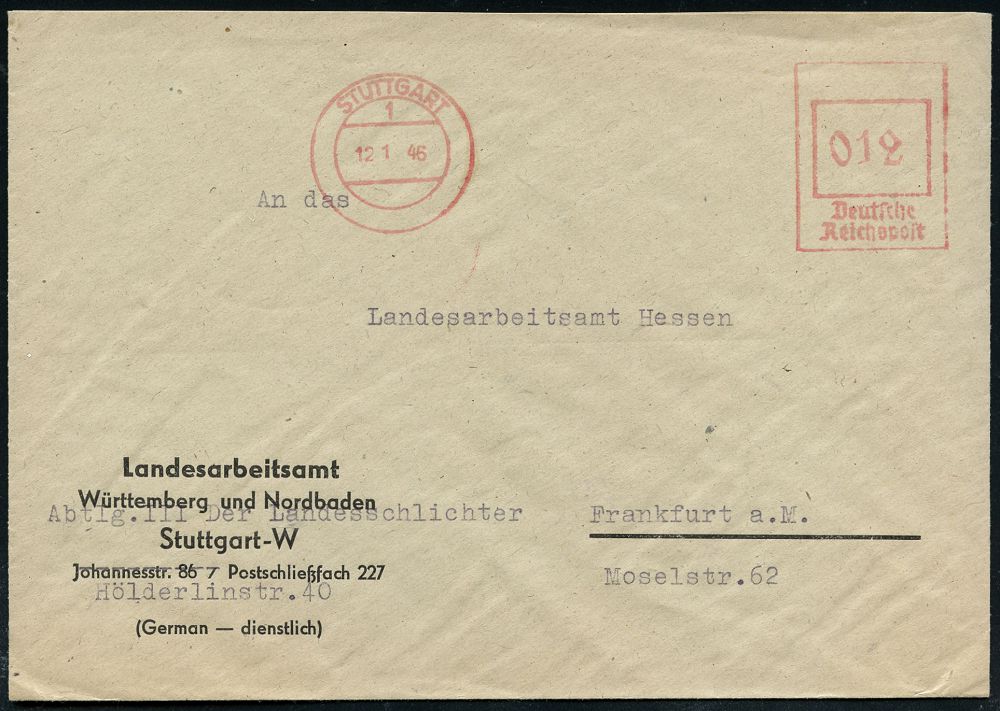 STUTTGART
1
12 1 46
012
Deutsche
Reichspost
An das
Landesarbeitsamt Hessen
Landesarbeitsamt
Württemberg und Nordbaden
Abtlg.III Der Landesschlichter
Stuttgart-W
Johannesstr. 86 / Postschließfach 227
Hölderlinstr.40
(German — dienstlich)
Frankfurt a.M.
Moselstr.62